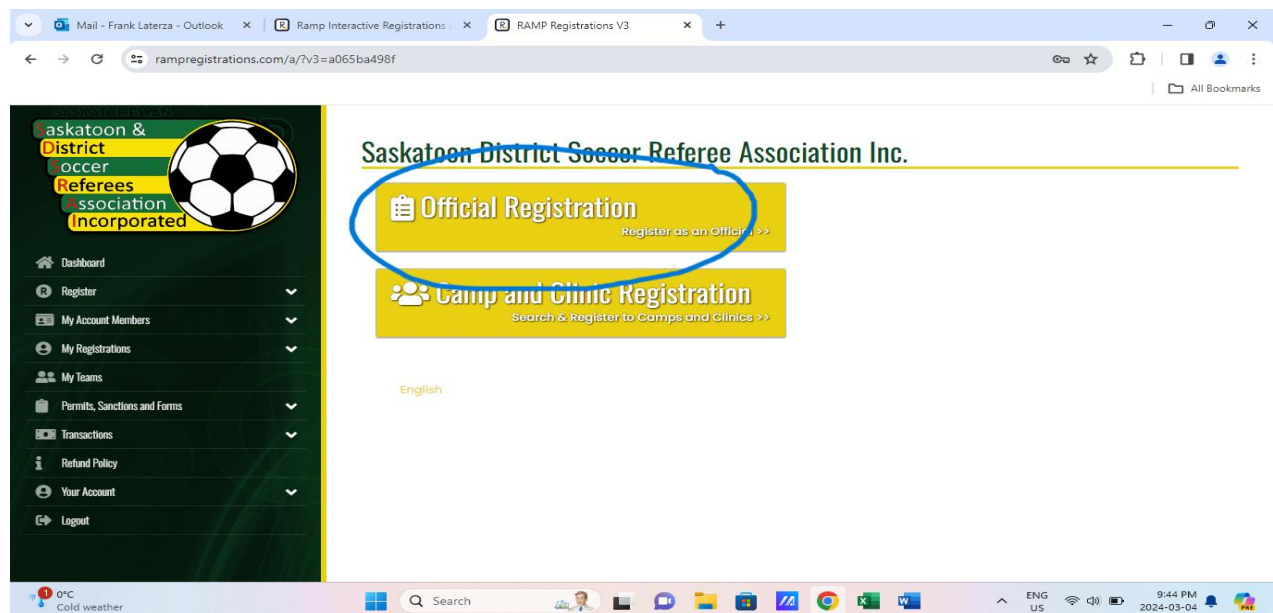 Mail - Frank Laterza - Outlook
Ramp Interactive Registrations
RAMP Registrations V3
rampregistrations.com/a/?v3=a065ba498f
All Bookmarks
SASKATCHEWAN
Saskatoon &
District
Soccer
Referees
Association
Incorporated
Dashboard
Register
My Account Members
My Registrations
My Teams
Permits, Sanctions and Forms
Transactions
Refund Policy
Your Account
Logout
Saskatoon District Soccer Referee Association Inc.
Official Registration
Register as an Official >>
Camp and Clinic Registration
Search & Register to Camps and Clinics >>
English
1
0°C
Cold weather
Search
ENG
US
9:44 PM
2024-03-04
PRE